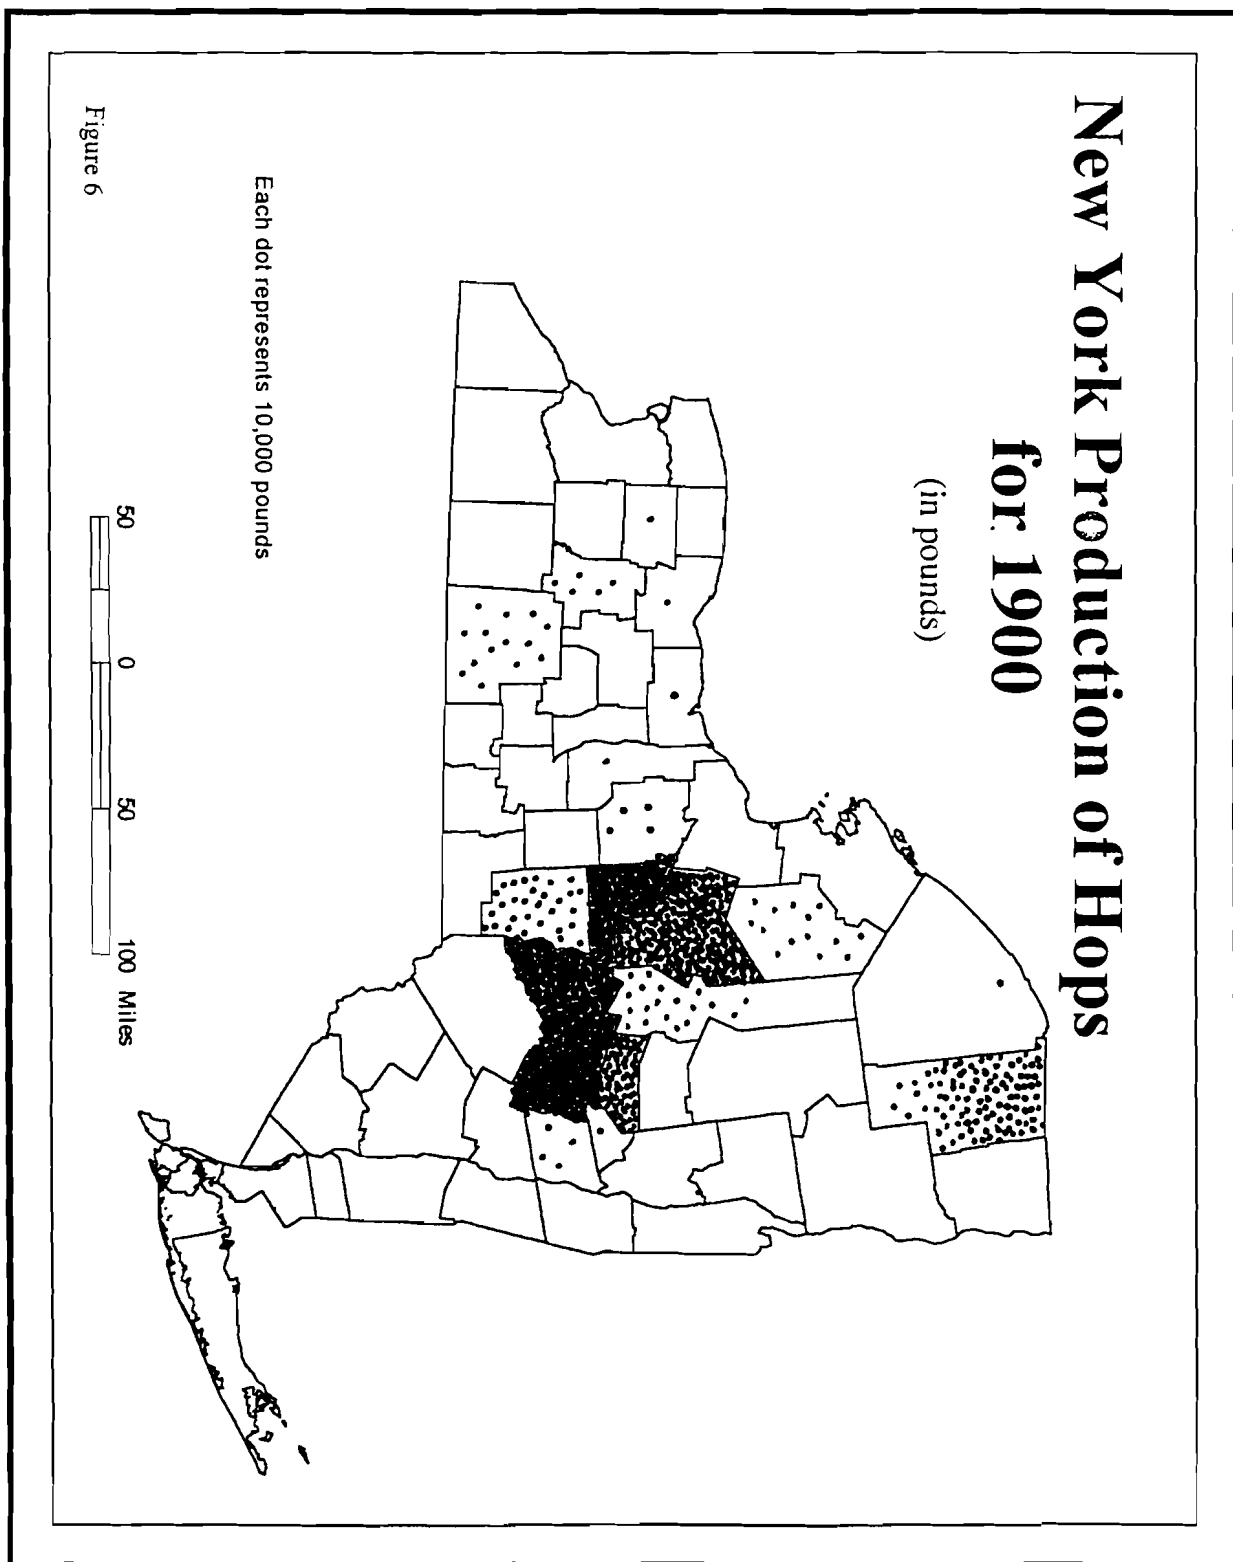 New York Production of Hops
for 1900
(in pounds)
Each dot represents 10,000 pounds
50 0 50 100 Miles
Figure 6